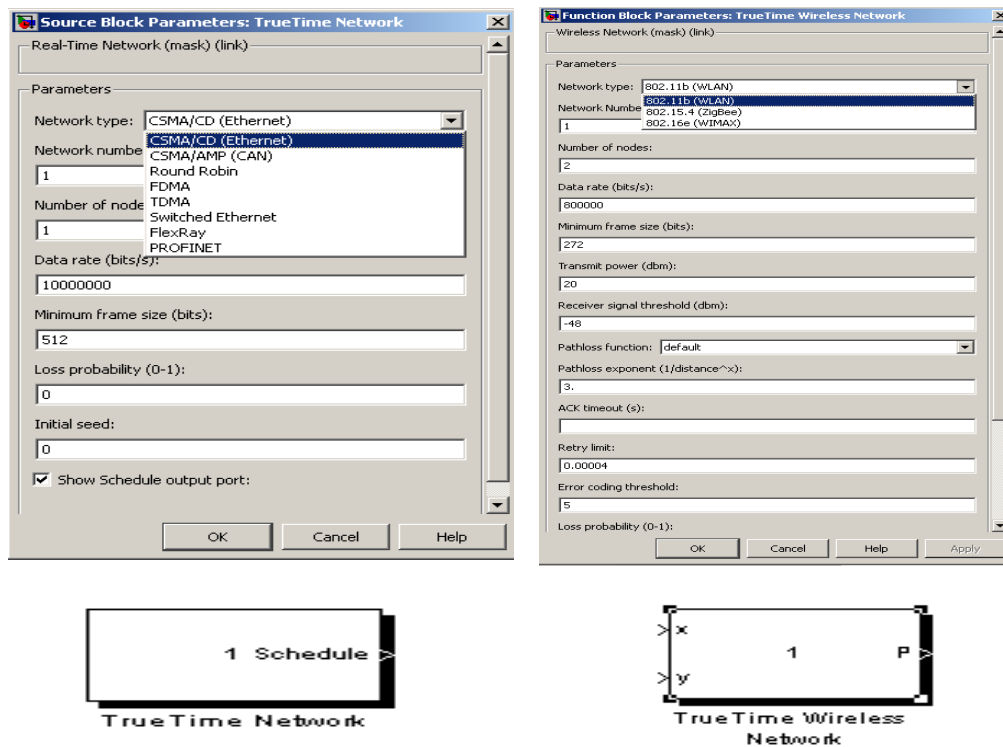 Source Block Parameters: TrueTime Network
Real-Time Network (mask) (link)
Parameters
Network type: CSMA/CD (Ethernet)
CSMA/CD (Ethernet)
CSMA/AMP (CAN)
Round Robin
FDMA
TDMA
Switched Ethernet
FlexRay
PROFINET
Network numbe
1
Number of node
1
Data rate (bits/s):
10000000
Minimum frame size (bits):
512
Loss probability (0-1):
0
Initial seed:
0
Show Schedule output port:
OK Cancel Help
Function Block Parameters: TrueTime Wireless Network
Wireless Network (mask) (link)
Parameters
Network type: 802.11b (WLAN)
802.11b (WLAN)
802.15.4 (ZigBee)
802.16e (WIMAX)
Network Numbe
1
Number of nodes:
2
Data rate (bits/s):
800000
Minimum frame size (bits):
272
Transmit power (dbm):
20
Receiver signal threshold (dbm):
-48
Pathloss function: default
Pathloss exponent (1/distance^x):
3.
ACK timeout (s):
Retry limit:
0.00004
Error coding threshold:
5
Loss probability (0-1):
OK Cancel Help Apply
1 Schedule
TrueTime Network
x
1 P
y
TrueTime Wireless
Network